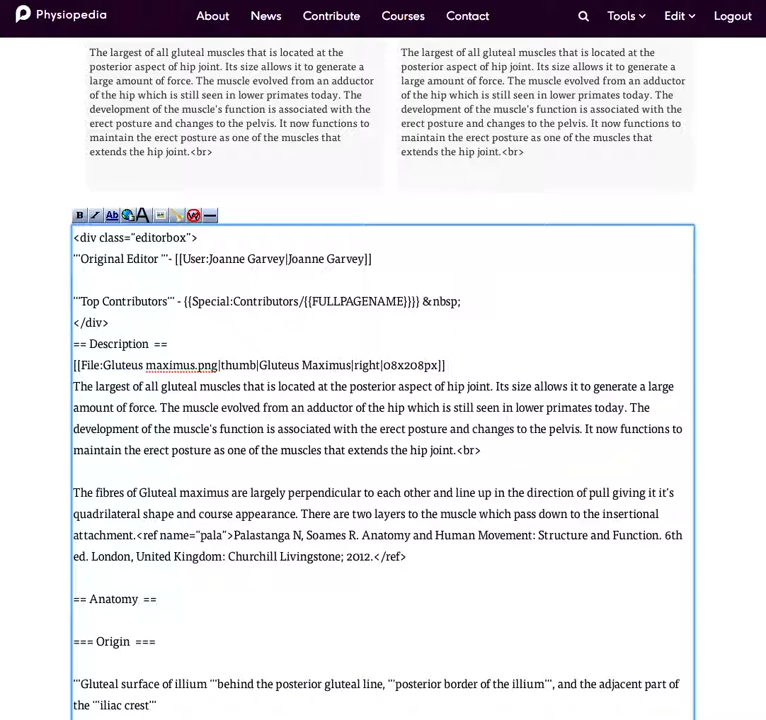 Physiopedia
About News Contribute Courses Contact Tools Edit Logout
The largest of all gluteal muscles that is located at the
posterior aspect of hip joint. Its size allows it to generate a
large amount of force. The muscle evolved from an adductor
of the hip which is still seen in lower primates today. The
development of the muscle's function is associated with the
erect posture and changes to the pelvis. It now functions to
maintain the erect posture as one of the muscles that
extends the hip joint.<br>
The largest of all gluteal muscles that is located at the
posterior aspect of hip joint. Its size allows it to generate a
large amount of force. The muscle evolved from an adductor
of the hip which is still seen in lower primates today. The
development of the muscle's function is associated with the
erect posture and changes to the pelvis. It now functions to
maintain the erect posture as one of the muscles that
extends the hip joint.<br>
B I Ab A W
<div class="editorbox">
'''Original Editor '''- [[User:Joanne Garvey|Joanne Garvey]]
'''Top Contributors''' - {{Special:Contributors/{{FULLPAGENAME}}}} &nbsp;
</div>
== Description ==
[[File:Gluteus maximus.png|thumb|Gluteus Maximus|right|08x208px]]
The largest of all gluteal muscles that is located at the posterior aspect of hip joint. Its size allows it to generate a large
amount of force. The muscle evolved from an adductor of the hip which is still seen in lower primates today. The
development of the muscle's function is associated with the erect posture and changes to the pelvis. It now functions to
maintain the erect posture as one of the muscles that extends the hip joint.<br>
The fibres of Gluteal maximus are largely perpendicular to each other and line up in the direction of pull giving it it's
quadrilateral shape and course appearance. There are two layers to the muscle which pass down to the insertional
attachment.<ref name="pala">Palastanga N, Soames R. Anatomy and Human Movement: Structure and Function. 6th
ed. London, United Kingdom: Churchill Livingstone; 2012.</ref>
== Anatomy ==
=== Origin ===
'''Gluteal surface of illium '''behind the posterior gluteal line, '''posterior border of the illium''', and the adjacent part of
the '''iliac crest'''